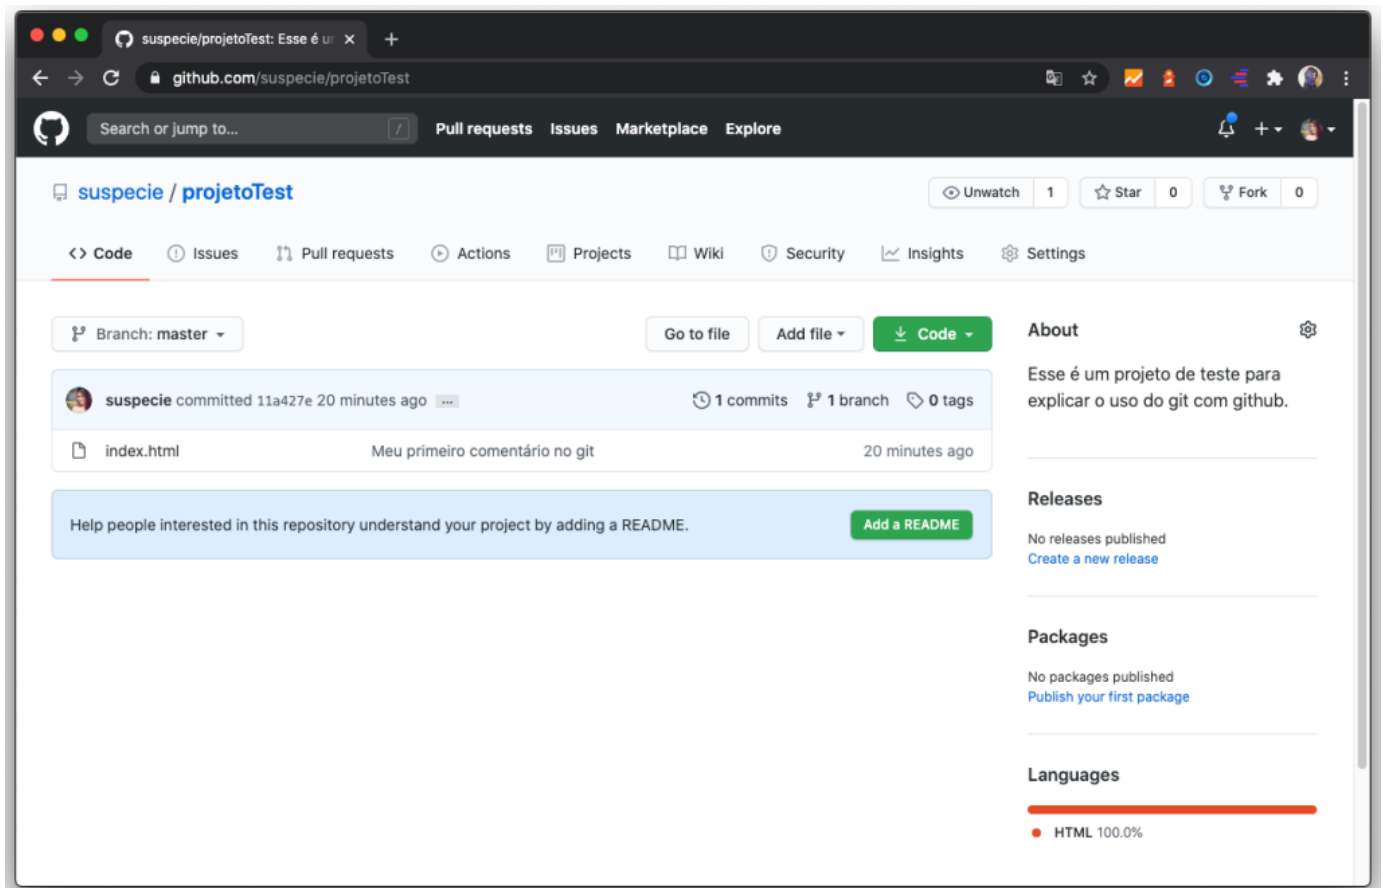 suspecie/projetoTest: Esse é ur
github.com/suspecie/projetoTest
Search or jump to... /
Pull requests Issues Marketplace Explore
suspecie / projetoTest
Unwatch 1 Star 0 Fork 0
Code Issues Pull requests Actions Projects Wiki Security Insights Settings
Branch: master Go to file Add file Code
suspecie committed 11a427e 20 minutes ago ... 1 commits 1 branch 0 tags
index.html Meu primeiro comentário no git 20 minutes ago
Help people interested in this repository understand your project by adding a README. Add a README
About
Esse é um projeto de teste para
explicar o uso do git com github.
Releases
No releases published
Create a new release
Packages
No packages published
Publish your first package
Languages
HTML 100.0%